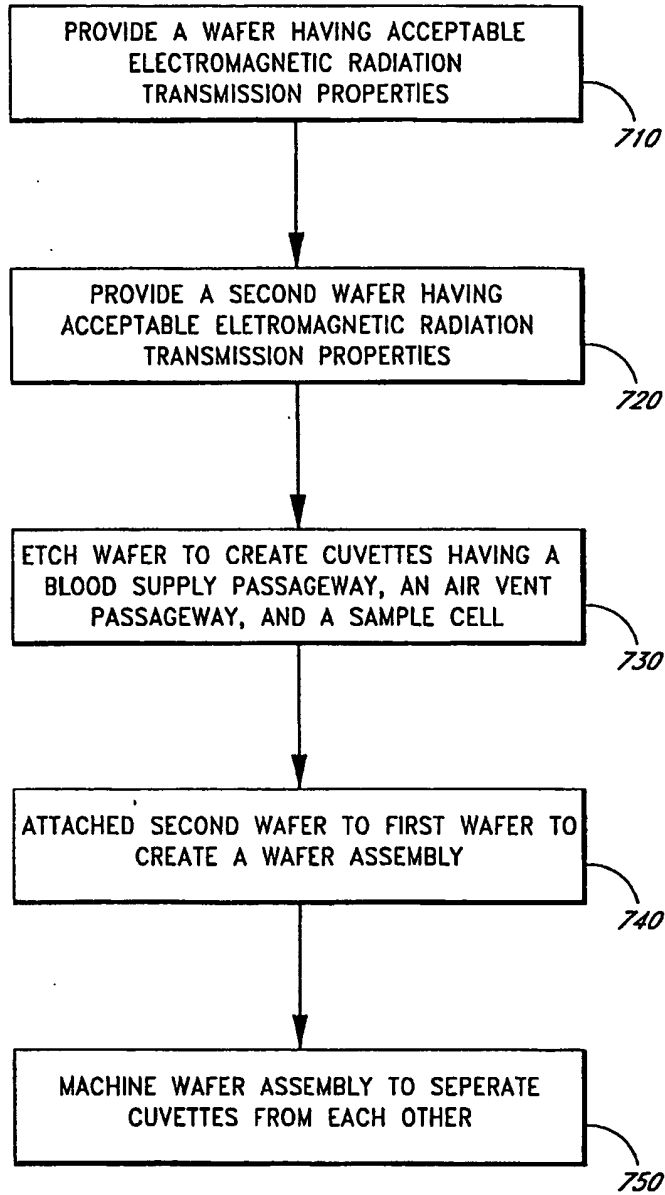 PROVIDE A WAFER HAVING ACCEPTABLE
ELECTROMAGNETIC RADIATION
TRANSMISSION PROPERTIES
710
PROVIDE A SECOND WAFER HAVING
ACCEPTABLE ELETROMAGNETIC RADIATION
TRANSMISSION PROPERTIES
720
ETCH WAFER TO CREATE CUVETTES HAVING A
BLOOD SUPPLY PASSAGEWAY, AN AIR VENT
PASSAGEWAY, AND A SAMPLE CELL
730
ATTACHED SECOND WAFER TO FIRST WAFER TO
CREATE A WAFER ASSEMBLY
740
MACHINE WAFER ASSEMBLY TO SEPERATE
CUVETTES FROM EACH OTHER
750